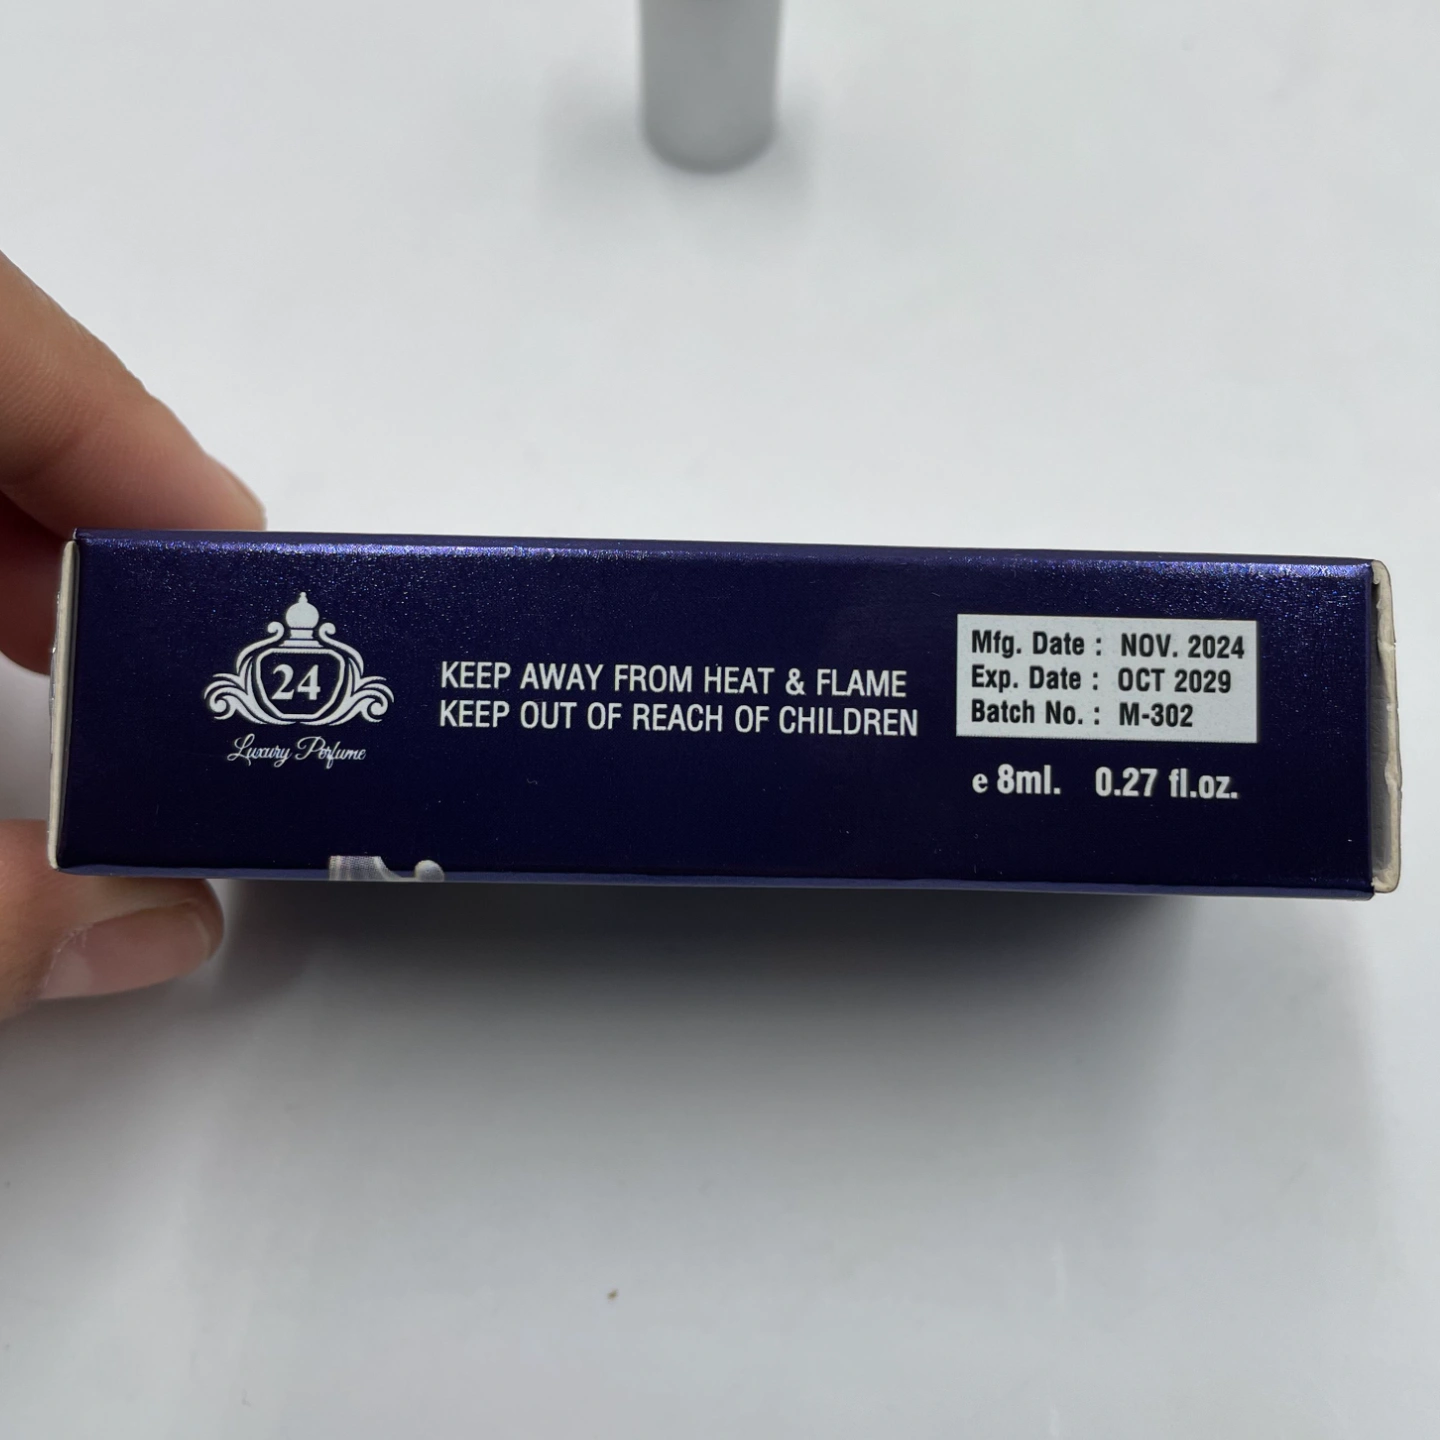 24
Luxury Perfume
KEEP AWAY FROM HEAT & FLAME
KEEP OUT OF REACH OF CHILDREN
Mfg. Date : NOV. 2024
Exp. Date : OCT 2029
Batch No. : M-302
e 8ml. 0.27 fl.oz.